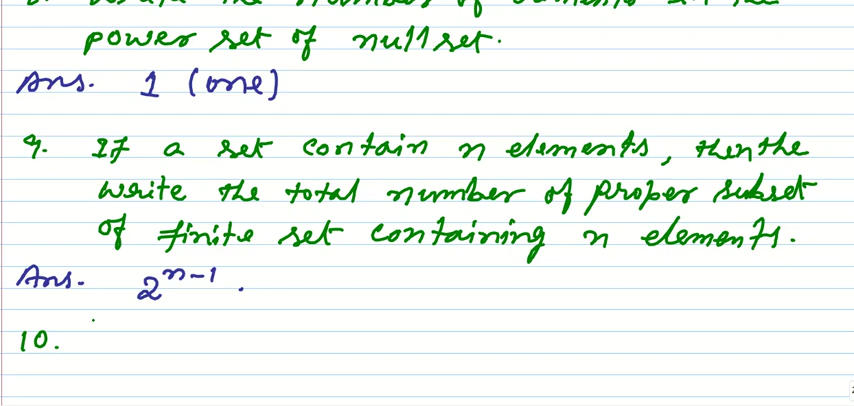 power set of null set.
Ans. 1 (one)
9. If a set contain n elements, then the
write the total number of proper subset
of finite set containing n elements.
Ans. 2^n-1.
10.